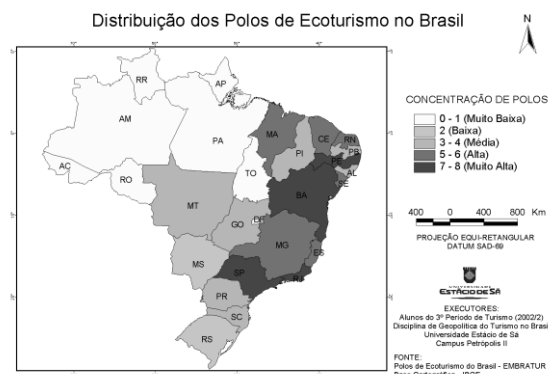 Distribuição dos Polos de Ecoturismo no Brasil
N
RR
AP
AM
PA
MA
CE
RN
PB
PE
PI
AL
SE
AC
RO
TO
BA
MT
DF
GO
MG
ES
MS
SP
RJ
PR
SC
RS
CONCENTRAÇÃO DE POLOS
0 - 1 (Muito Baixa)
2 (Baixa)
3 - 4 (Média)
5 - 6 (Alta)
7 - 8 (Muito Alta)
400 0 400 800 Km
PROJEÇÃO EQUI-RETANGULAR
DATUM SAD-69
UNIVERSIDADE
ESTÁCIO DE SÁ
EXECUTORES:
Alunos do 3º Período de Turismo (2002/2)
Disciplina de Geopolítica do Turismo no Brasil
Universidade Estácio de Sá
Campus Petrópolis II
FONTE:
Polos de Ecoturismo do Brasil - EMBRATUR